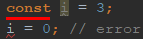 const i = 3;
i = 0; // error